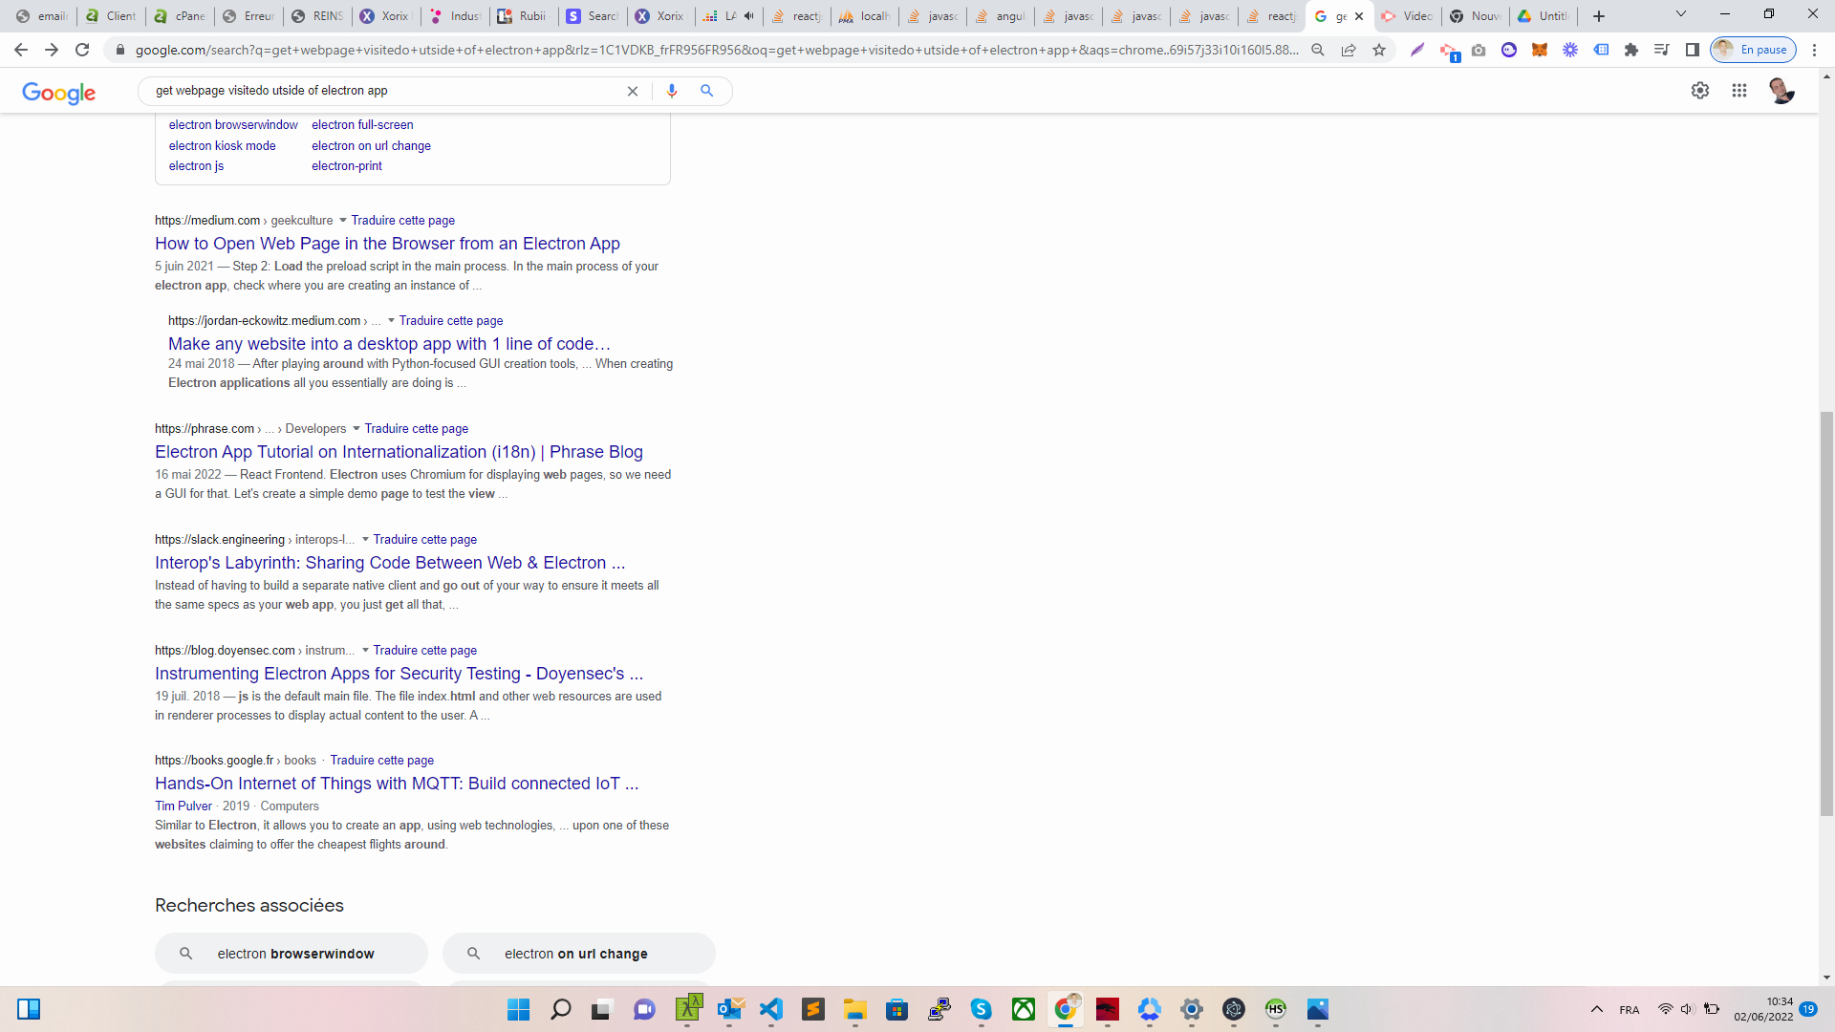 email
Client
cPane
Erreur
REINS
Xorix
Indust
Rubii
Search
Xorix
LA
reactj
localh
javasc
angul
javasc
javasc
javasc
reactj
ge
Video
Nouv
Untitl
google.com/search?q=get+webpage+visitedo+utside+of+electron+app&rlz=1C1VDKB_frFR956FR956&oq=get+webpage+visitedo+utside+of+electron+app+&aqs=chrome..69i57j33i10i160l5.88...
1
En pause
Google
get webpage visitedo utside of electron app
electron browserwindow electron full-screen
electron kiosk mode electron on url change
electron js electron-print
https://medium.com › geekculture Traduire cette page
How to Open Web Page in the Browser from an Electron App
5 juin 2021 — Step 2: Load the preload script in the main process. In the main process of your
electron app, check where you are creating an instance of ...
https://jordan-eckowitz.medium.com › ... Traduire cette page
Make any website into a desktop app with 1 line of code…
24 mai 2018 — After playing around with Python-focused GUI creation tools, ... When creating
Electron applications all you essentially are doing is ...
https://phrase.com › ... › Developers Traduire cette page
Electron App Tutorial on Internationalization (i18n) | Phrase Blog
16 mai 2022 — React Frontend. Electron uses Chromium for displaying web pages, so we need
a GUI for that. Let's create a simple demo page to test the view ...
https://slack.engineering › interops-l... Traduire cette page
Interop's Labyrinth: Sharing Code Between Web & Electron ...
Instead of having to build a separate native client and go out of your way to ensure it meets all
the same specs as your web app, you just get all that, ...
https://blog.doyensec.com › instrum... Traduire cette page
Instrumenting Electron Apps for Security Testing - Doyensec's ...
19 juil. 2018 — js is the default main file. The file index.html and other web resources are used
in renderer processes to display actual content to the user. A ...
https://books.google.fr › books · Traduire cette page
Hands-On Internet of Things with MQTT: Build connected IoT ...
Tim Pulver · 2019 · Computers
Similar to Electron, it allows you to create an app, using web technologies, ... upon one of these
websites claiming to offer the cheapest flights around.
Recherches associées
electron browserwindow
electron on url change
HS
FRA
10:34
02/06/2022
19